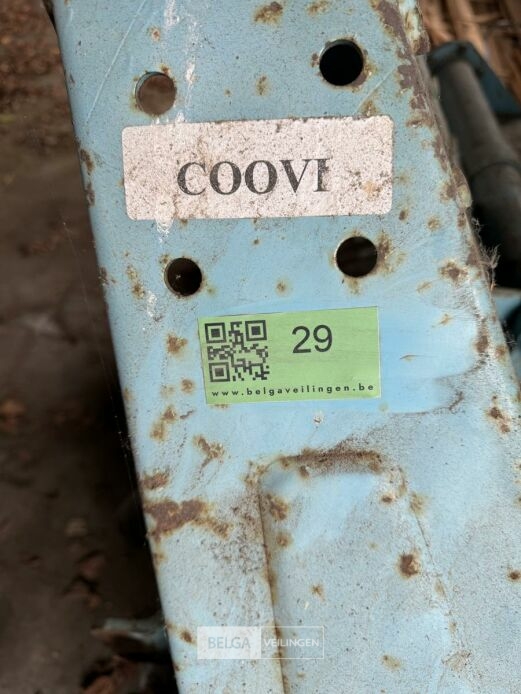 COOVI
29
www.belgaveilingen.be
BELGA VEILINGEN